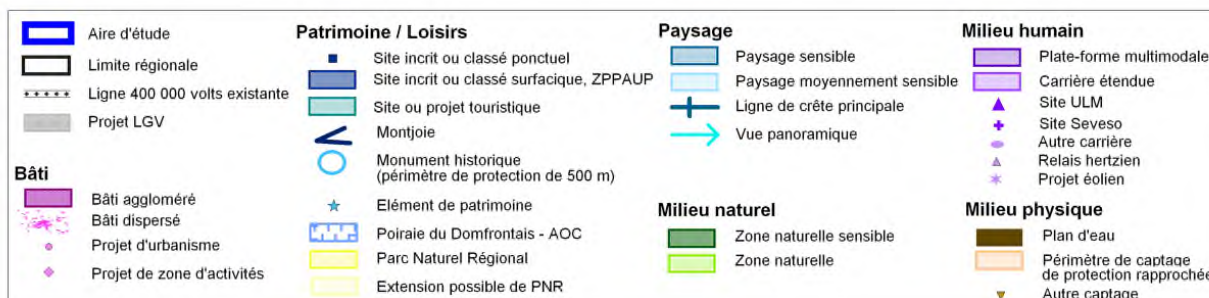 Aire d'étude
Limite régionale
Ligne 400 000 volts existante
Projet LGV
Bâti
Bâti aggloméré
Bâti dispersé
Projet d'urbanisme
Projet de zone d'activités
Patrimoine / Loisirs
Site incrit ou classé ponctuel
Site incrit ou classé surfacique, ZPPAUP
Site ou projet touristique
Montjoie
Monument historique
(périmètre de protection de 500 m)
Elément de patrimoine
Poiraie du Domfrontais - AOC
Parc Naturel Régional
Extension possible de PNR
Paysage
Paysage sensible
Paysage moyennement sensible
Ligne de crête principale
Vue panoramique
Milieu naturel
Zone naturelle sensible
Zone naturelle
Milieu humain
Plate-forme multimodale
Carrière étendue
Site ULM
Site Seveso
Autre carrière
Relais hertzien
Projet éolien
Milieu physique
Plan d'eau
Périmètre de captage
de protection rapprochée
Autre captage